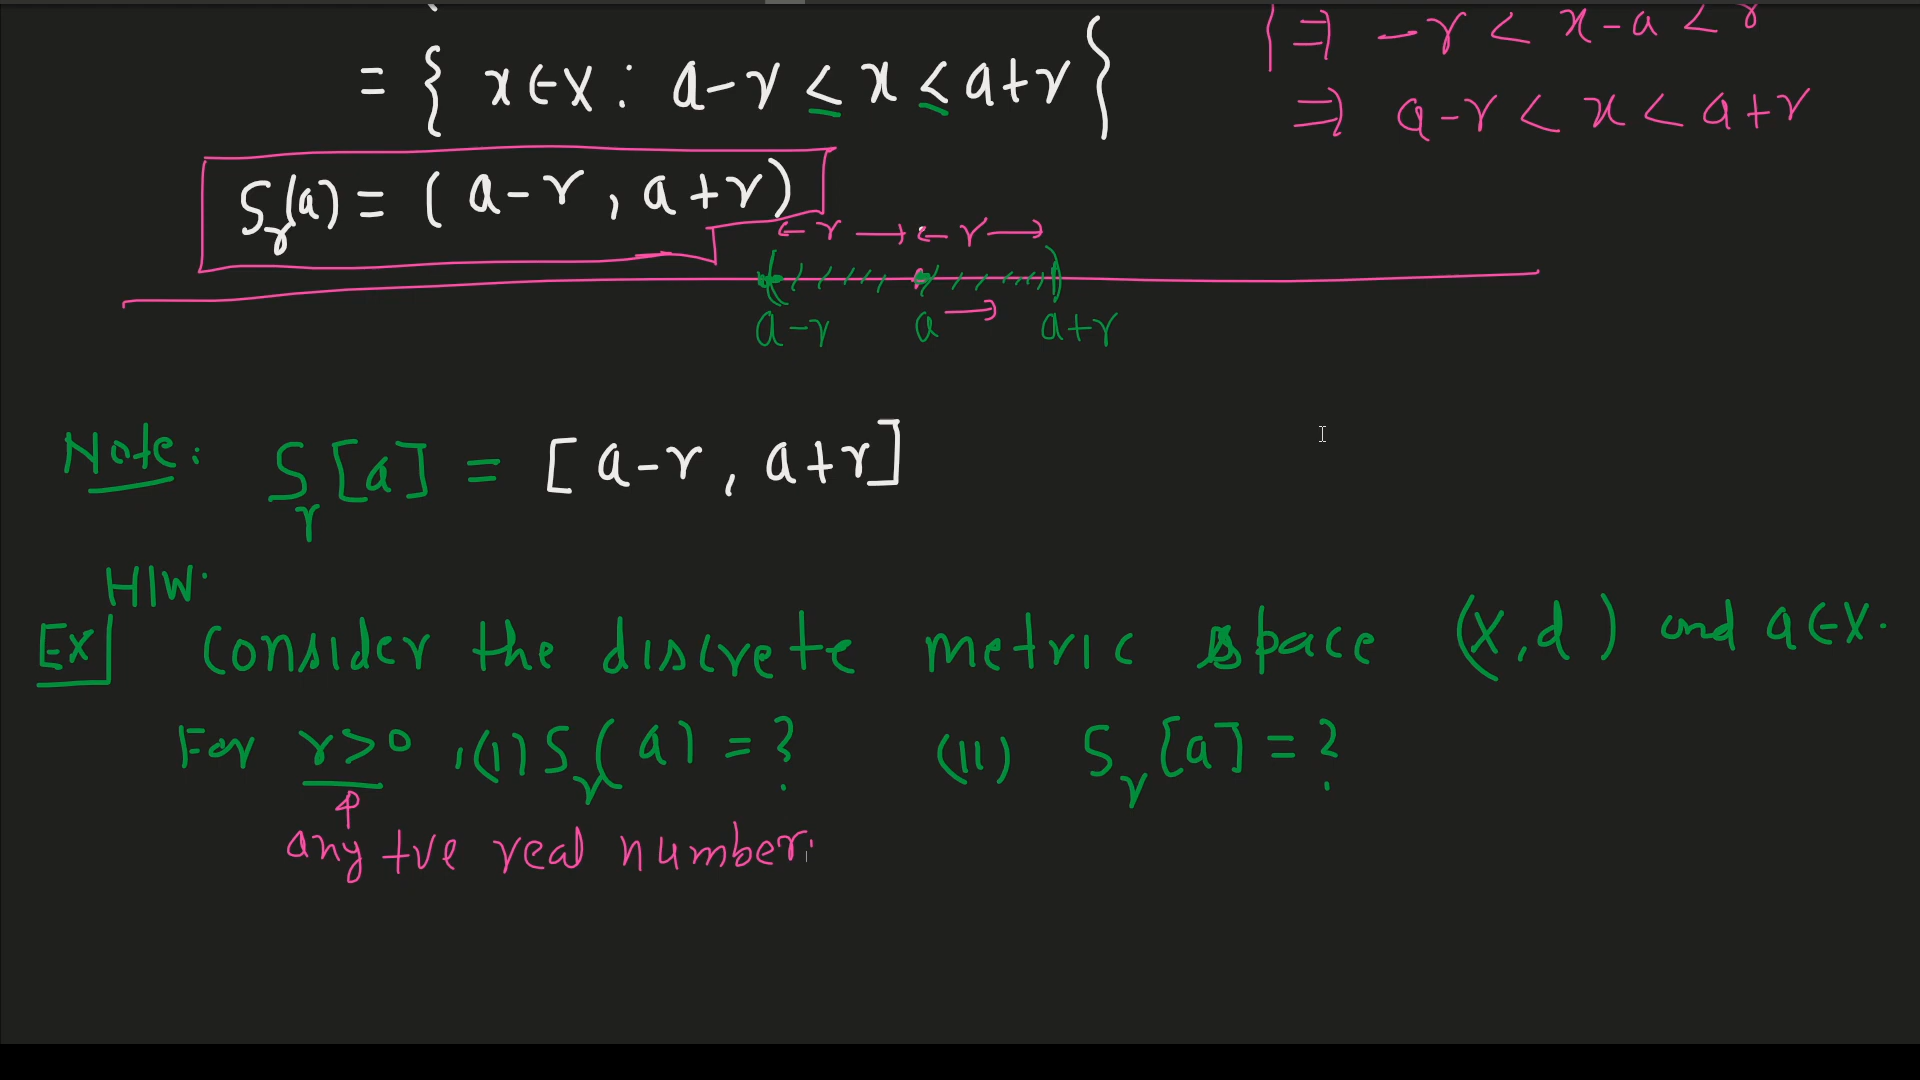 | ⇒ -r < x-a < r
= { x∈X : a-r < x < a+r }
⇒ a-r < x < a+r
S_r(a) = ( a-r , a+r )
← r → ← r →
a-r a → a+r
Note: S_r[a] = [ a-r , a+r ]
H/W.
Ex Consider the discrete metric space (X,d) and a∈X.
For r>0 , (i) S_r(a) = ? (ii) S_r[a] = ?
any +ve real number.